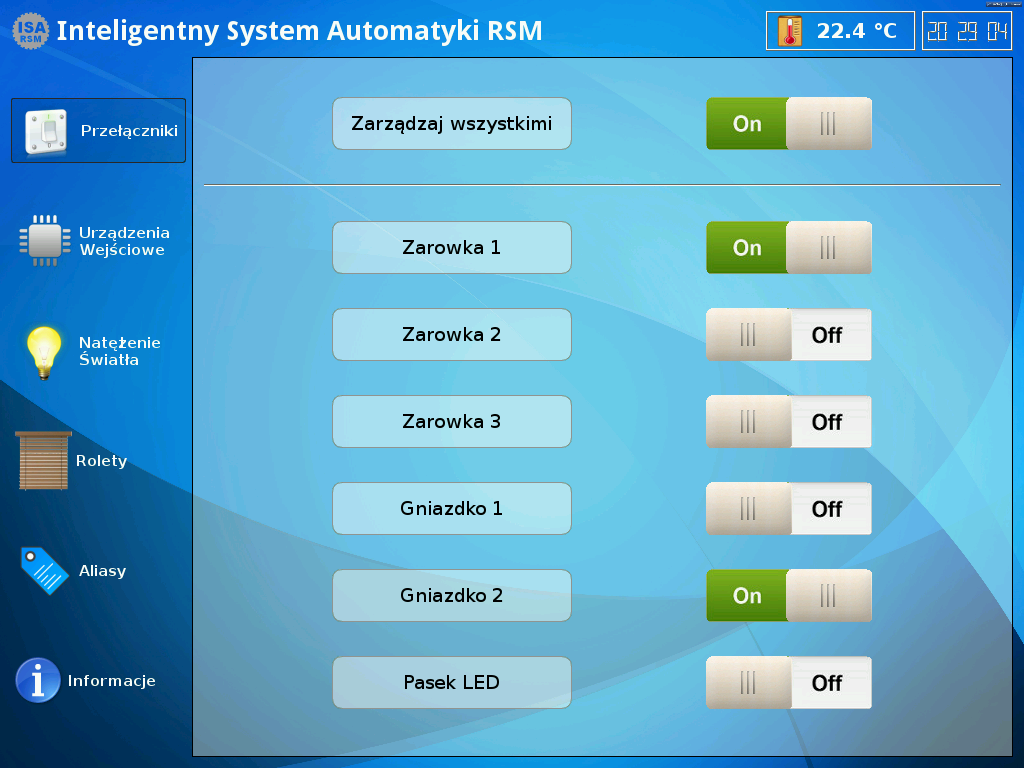 ISA
RSM
Inteligentny System Automatyki RSM
22.4 °C
20 29 04
Przełączniki
Urządzenia
Wejściowe
Natężenie
Światła
Rolety
Aliasy
Informacje
Zarządzaj wszystkimi
On
Zarowka 1
On
Zarowka 2
Off
Zarowka 3
Off
Gniazdko 1
Off
Gniazdko 2
On
Pasek LED
Off